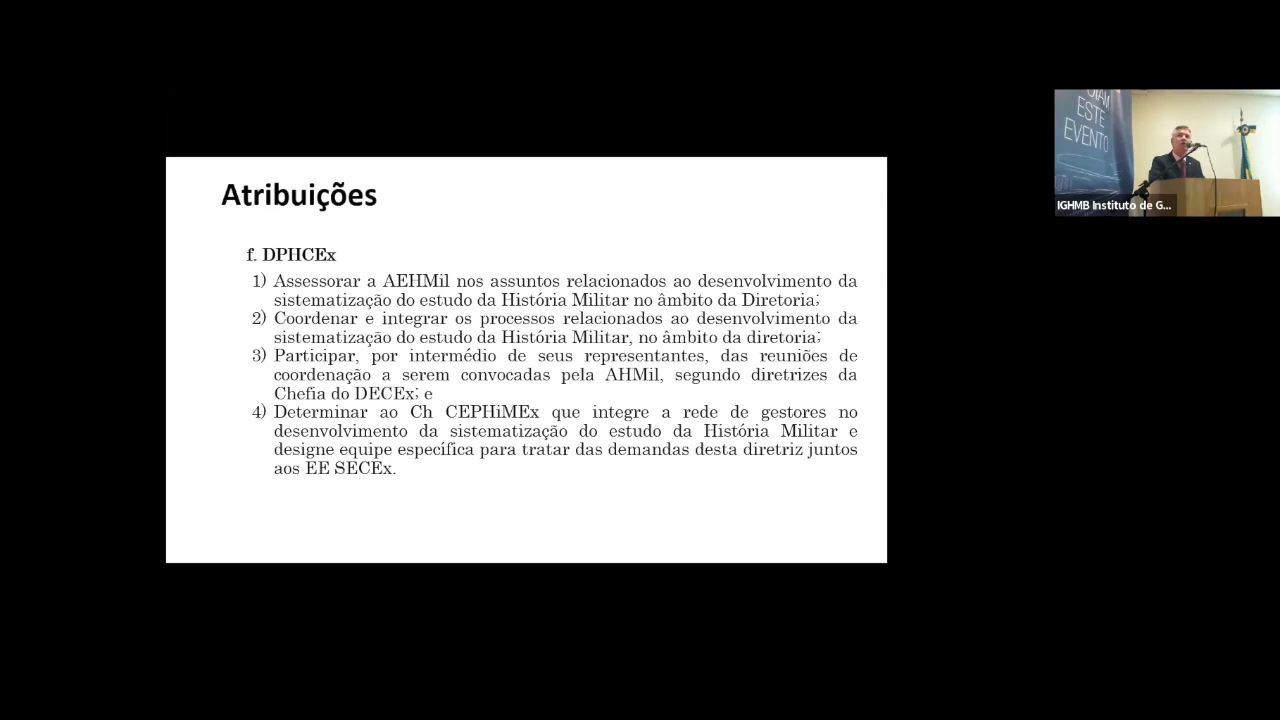 Atribuições
f. DPHCEx
1) Assessorar a AEHMil nos assuntos relacionados ao desenvolvimento da
sistematização do estudo da História Militar no âmbito da Diretoria;
2) Coordenar e integrar os processos relacionados ao desenvolvimento da
sistematização do estudo da História Militar, no âmbito da diretoria;
3) Participar, por intermédio de seus representantes, das reuniões de
coordenação a serem convocadas pela AHMil, segundo diretrizes da
Chefia do DECEx; e
4) Determinar ao Ch CEPHiMEx que integre a rede de gestores no
desenvolvimento da sistematização do estudo da História Militar e
designe equipe específica para tratar das demandas desta diretriz juntos
aos EE SECEx.
ESTE
EVENTO
IGHMB Instituto de G...